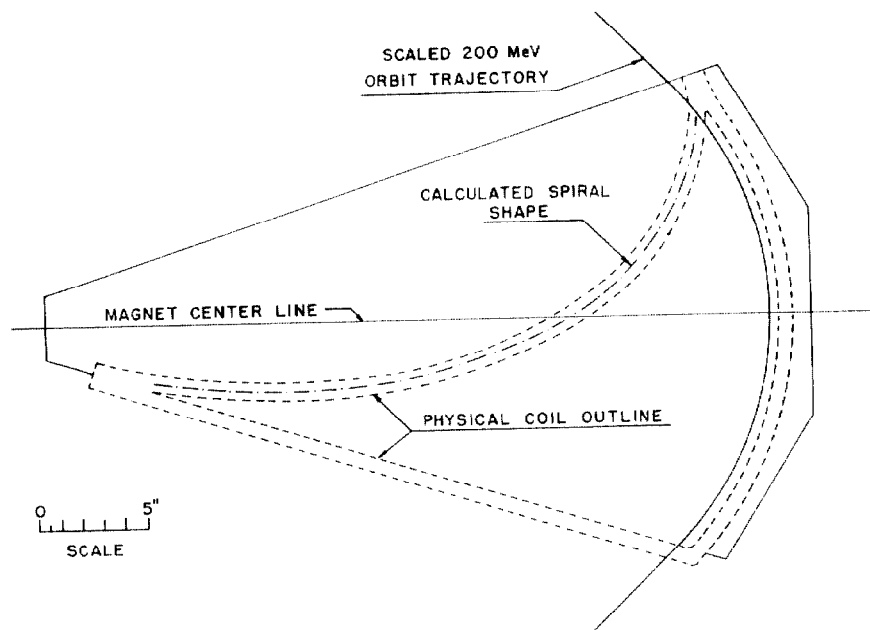 SCALED 200 MeV
ORBIT TRAJECTORY
CALCULATED SPIRAL
SHAPE
MAGNET CENTER LINE
PHYSICAL COIL OUTLINE
0 5"
SCALE